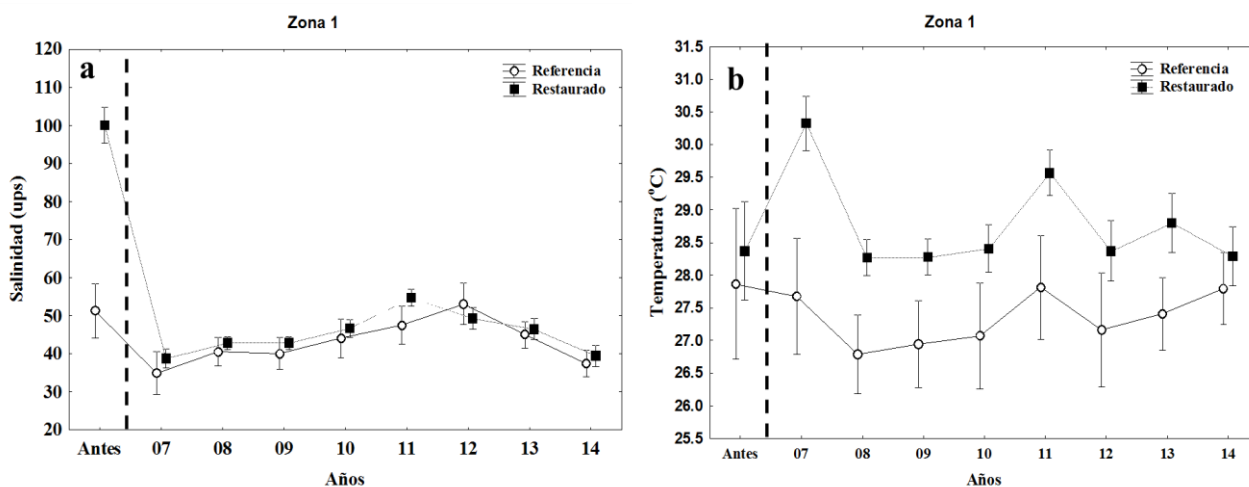 Zona 1
a
Referencia
Restaurado
120
110
100
90
80
70
60
50
40
30
20
Salinidad (ups)
Antes 07 08 09 10 11 12 13 14
Años
Zona 1
b
Referencia
Restaurado
31.5
31.0
30.5
30.0
29.5
29.0
28.5
28.0
27.5
27.0
26.5
26.0
25.5
Temperatura (°C)
Antes 07 08 09 10 11 12 13 14
Años